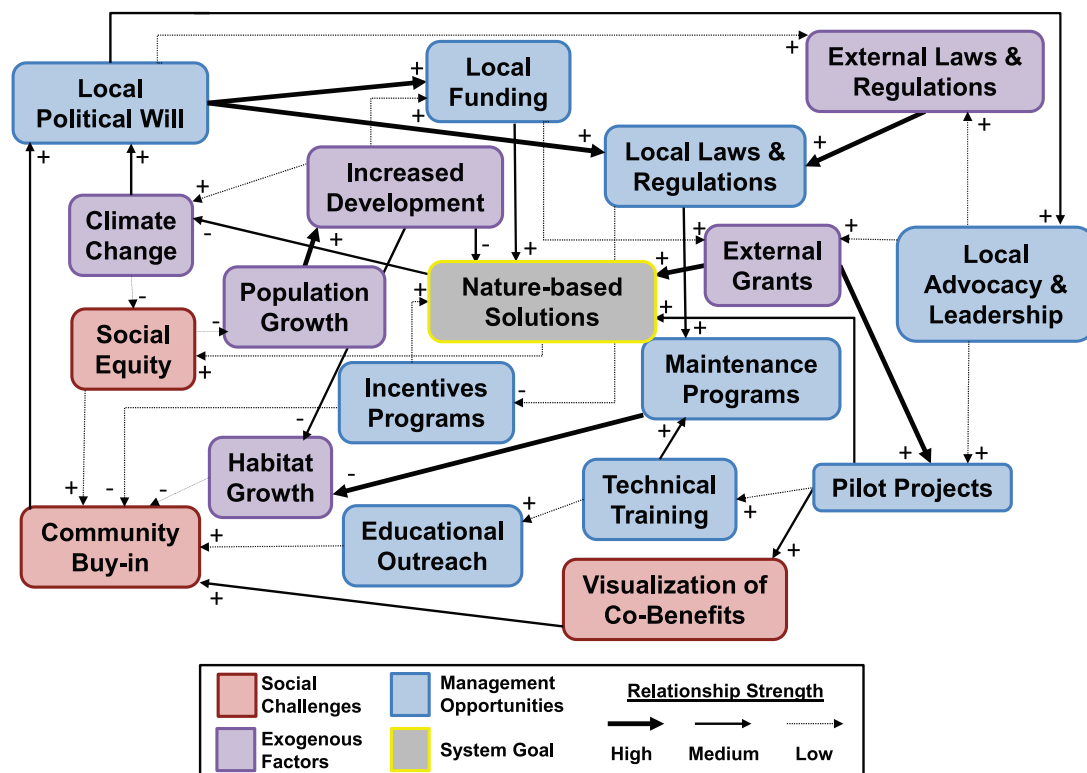 Local
Political Will
Local
Funding
External Laws &
Regulations
Local Laws &
Regulations
Increased
Development
Climate
Change
External
Grants
Local
Advocacy &
Leadership
Population
Growth
Nature-based
Solutions
Social
Equity
Incentives
Programs
Maintenance
Programs
Habitat
Growth
Technical
Training
Pilot Projects
Community
Buy-in
Educational
Outreach
Visualization of
Co-Benefits
Social
Challenges
Management
Opportunities
Exogenous
Factors
System Goal
Relationship Strength
High Medium Low